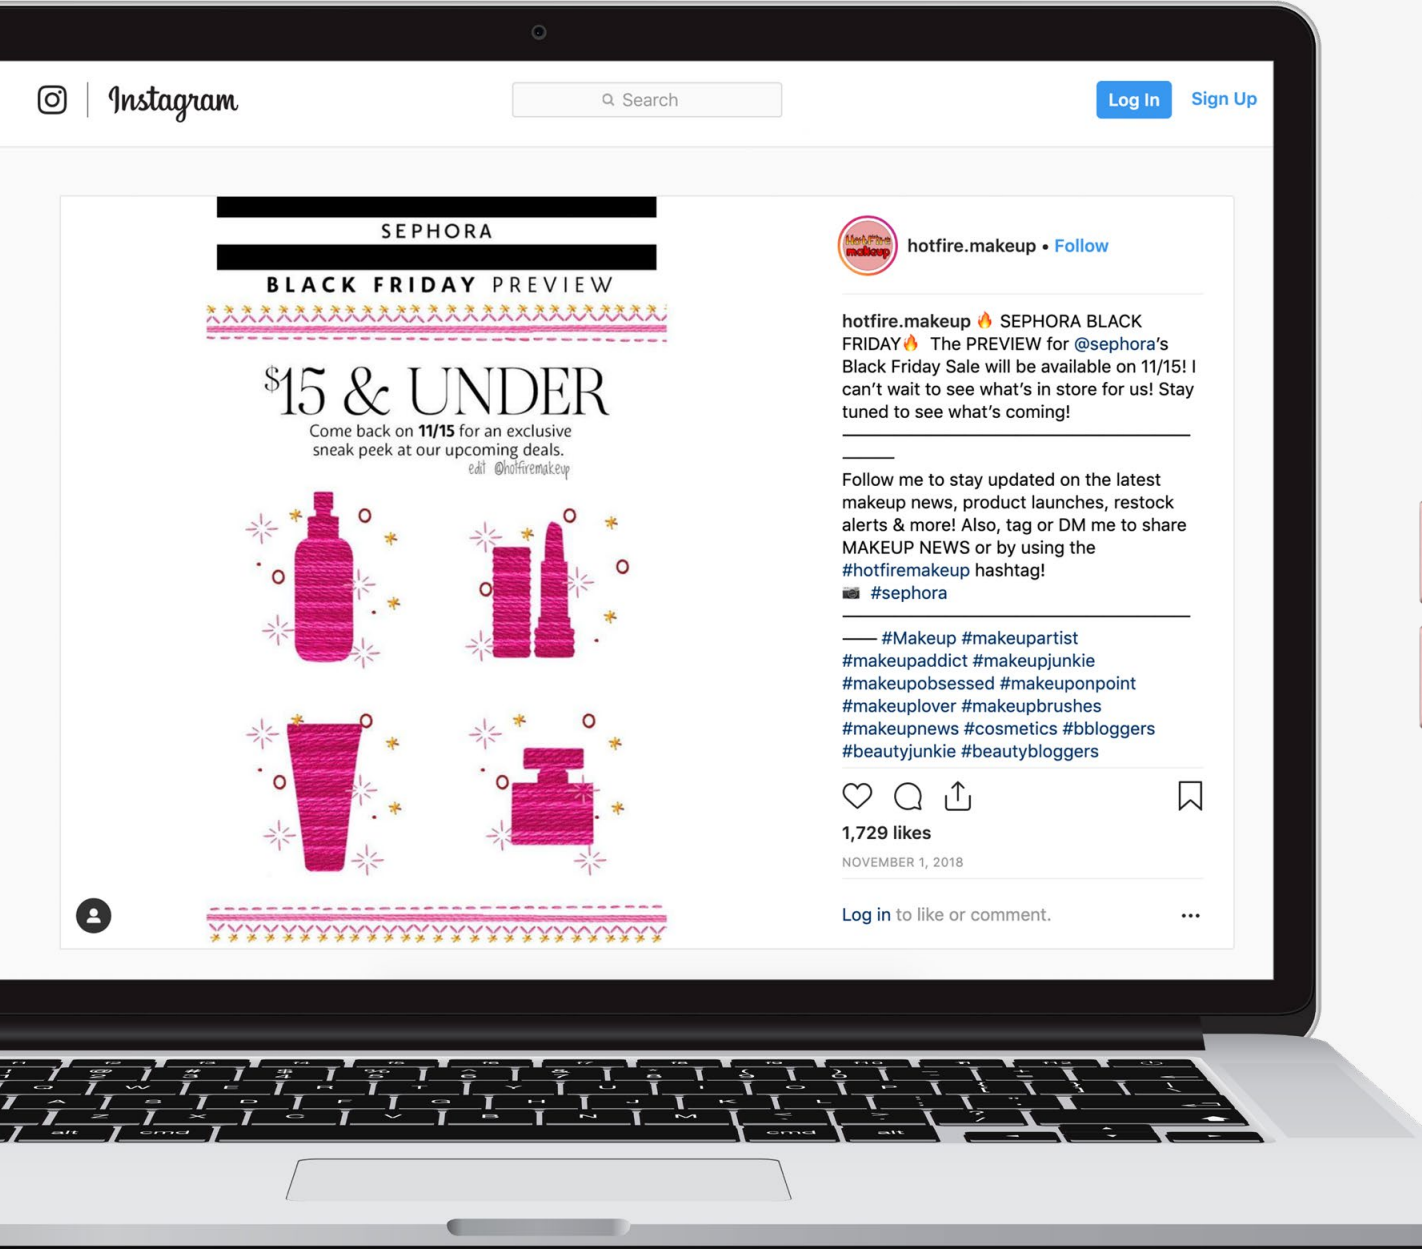 Instagram
Search
Log In
Sign Up
SEPHORA
BLACK FRIDAY PREVIEW
$15 & UNDER
Come back on 11/15 for an exclusive
sneak peek at our upcoming deals.
edit @hotfiremakeup
HotFire
makeup
hotfire.makeup • Follow
hotfire.makeup 🔥 SEPHORA BLACK
FRIDAY🔥 The PREVIEW for @sephora's
Black Friday Sale will be available on 11/15! I
can't wait to see what's in store for us! Stay
tuned to see what's coming!
Follow me to stay updated on the latest
makeup news, product launches, restock
alerts & more! Also, tag or DM me to share
MAKEUP NEWS or by using the
#hotfiremakeup hashtag!
📷 #sephora
#Makeup #makeupartist
#makeupaddict #makeupjunkie
#makeupobsessed #makeuponpoint
#makeuplover #makeupbrushes
#makeupnews #cosmetics #bbloggers
#beautyjunkie #beautybloggers
1,729 likes
NOVEMBER 1, 2018
Log in to like or comment.
Q W E R T Y U I O P
A S D F G H J K L
Z X C V B N M
alt cmd cmd alt